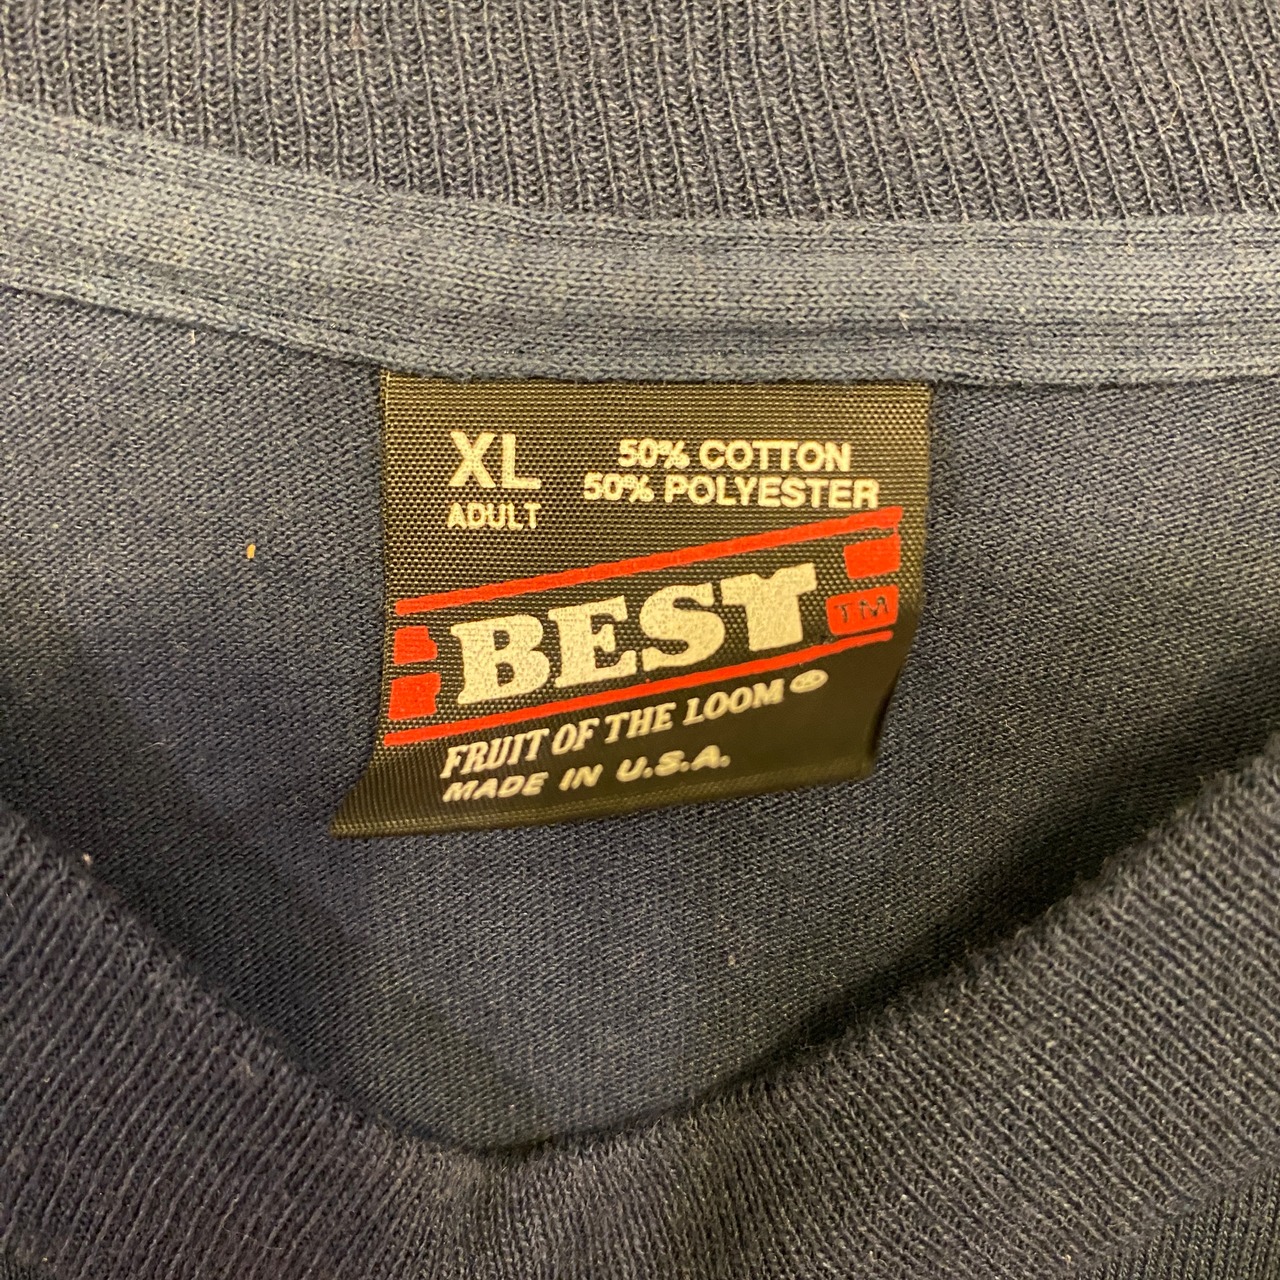 XL
ADULT
50% COTTON
50% POLYESTER
BEST
TM
FRUIT OF THE LOOM ®
MADE IN U.S.A.